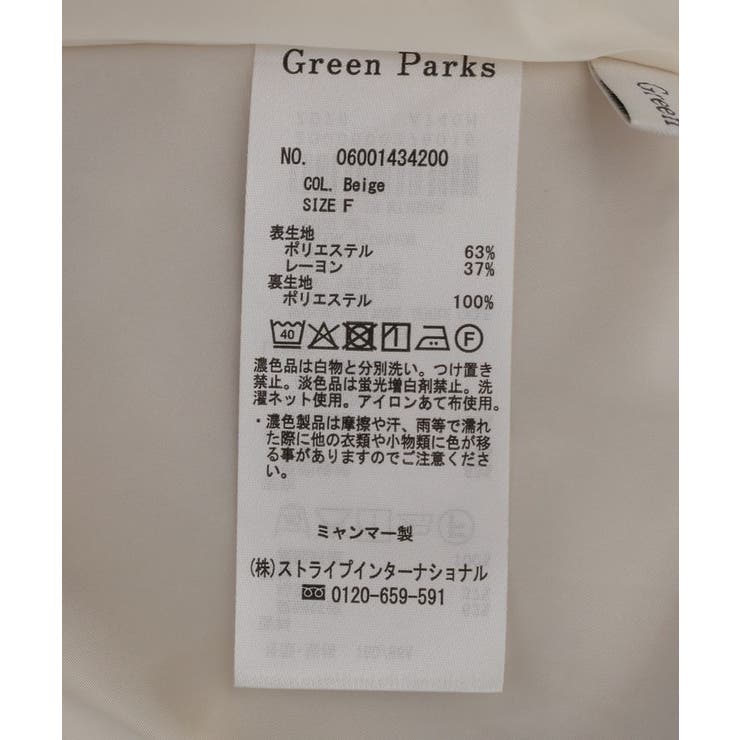 Green Parks
Green
NO. 06001434200
COL. Beige
SIZE F
表生地
ポリエステル 63%
レーヨン 37%
裏生地
ポリエステル 100%
40 F
濃色品は白物と分別洗い。つけ置き
禁止。淡色品は蛍光増白剤禁止。洗
濯ネット使用。アイロンあて布使用。
・濃色製品は摩擦や汗、雨等で濡れ
た際に他の衣類や小物類に色が移
る事がありますのでご注意くださ
い。
ミャンマー製
(株)ストライプインターナショナル
0120-659-591